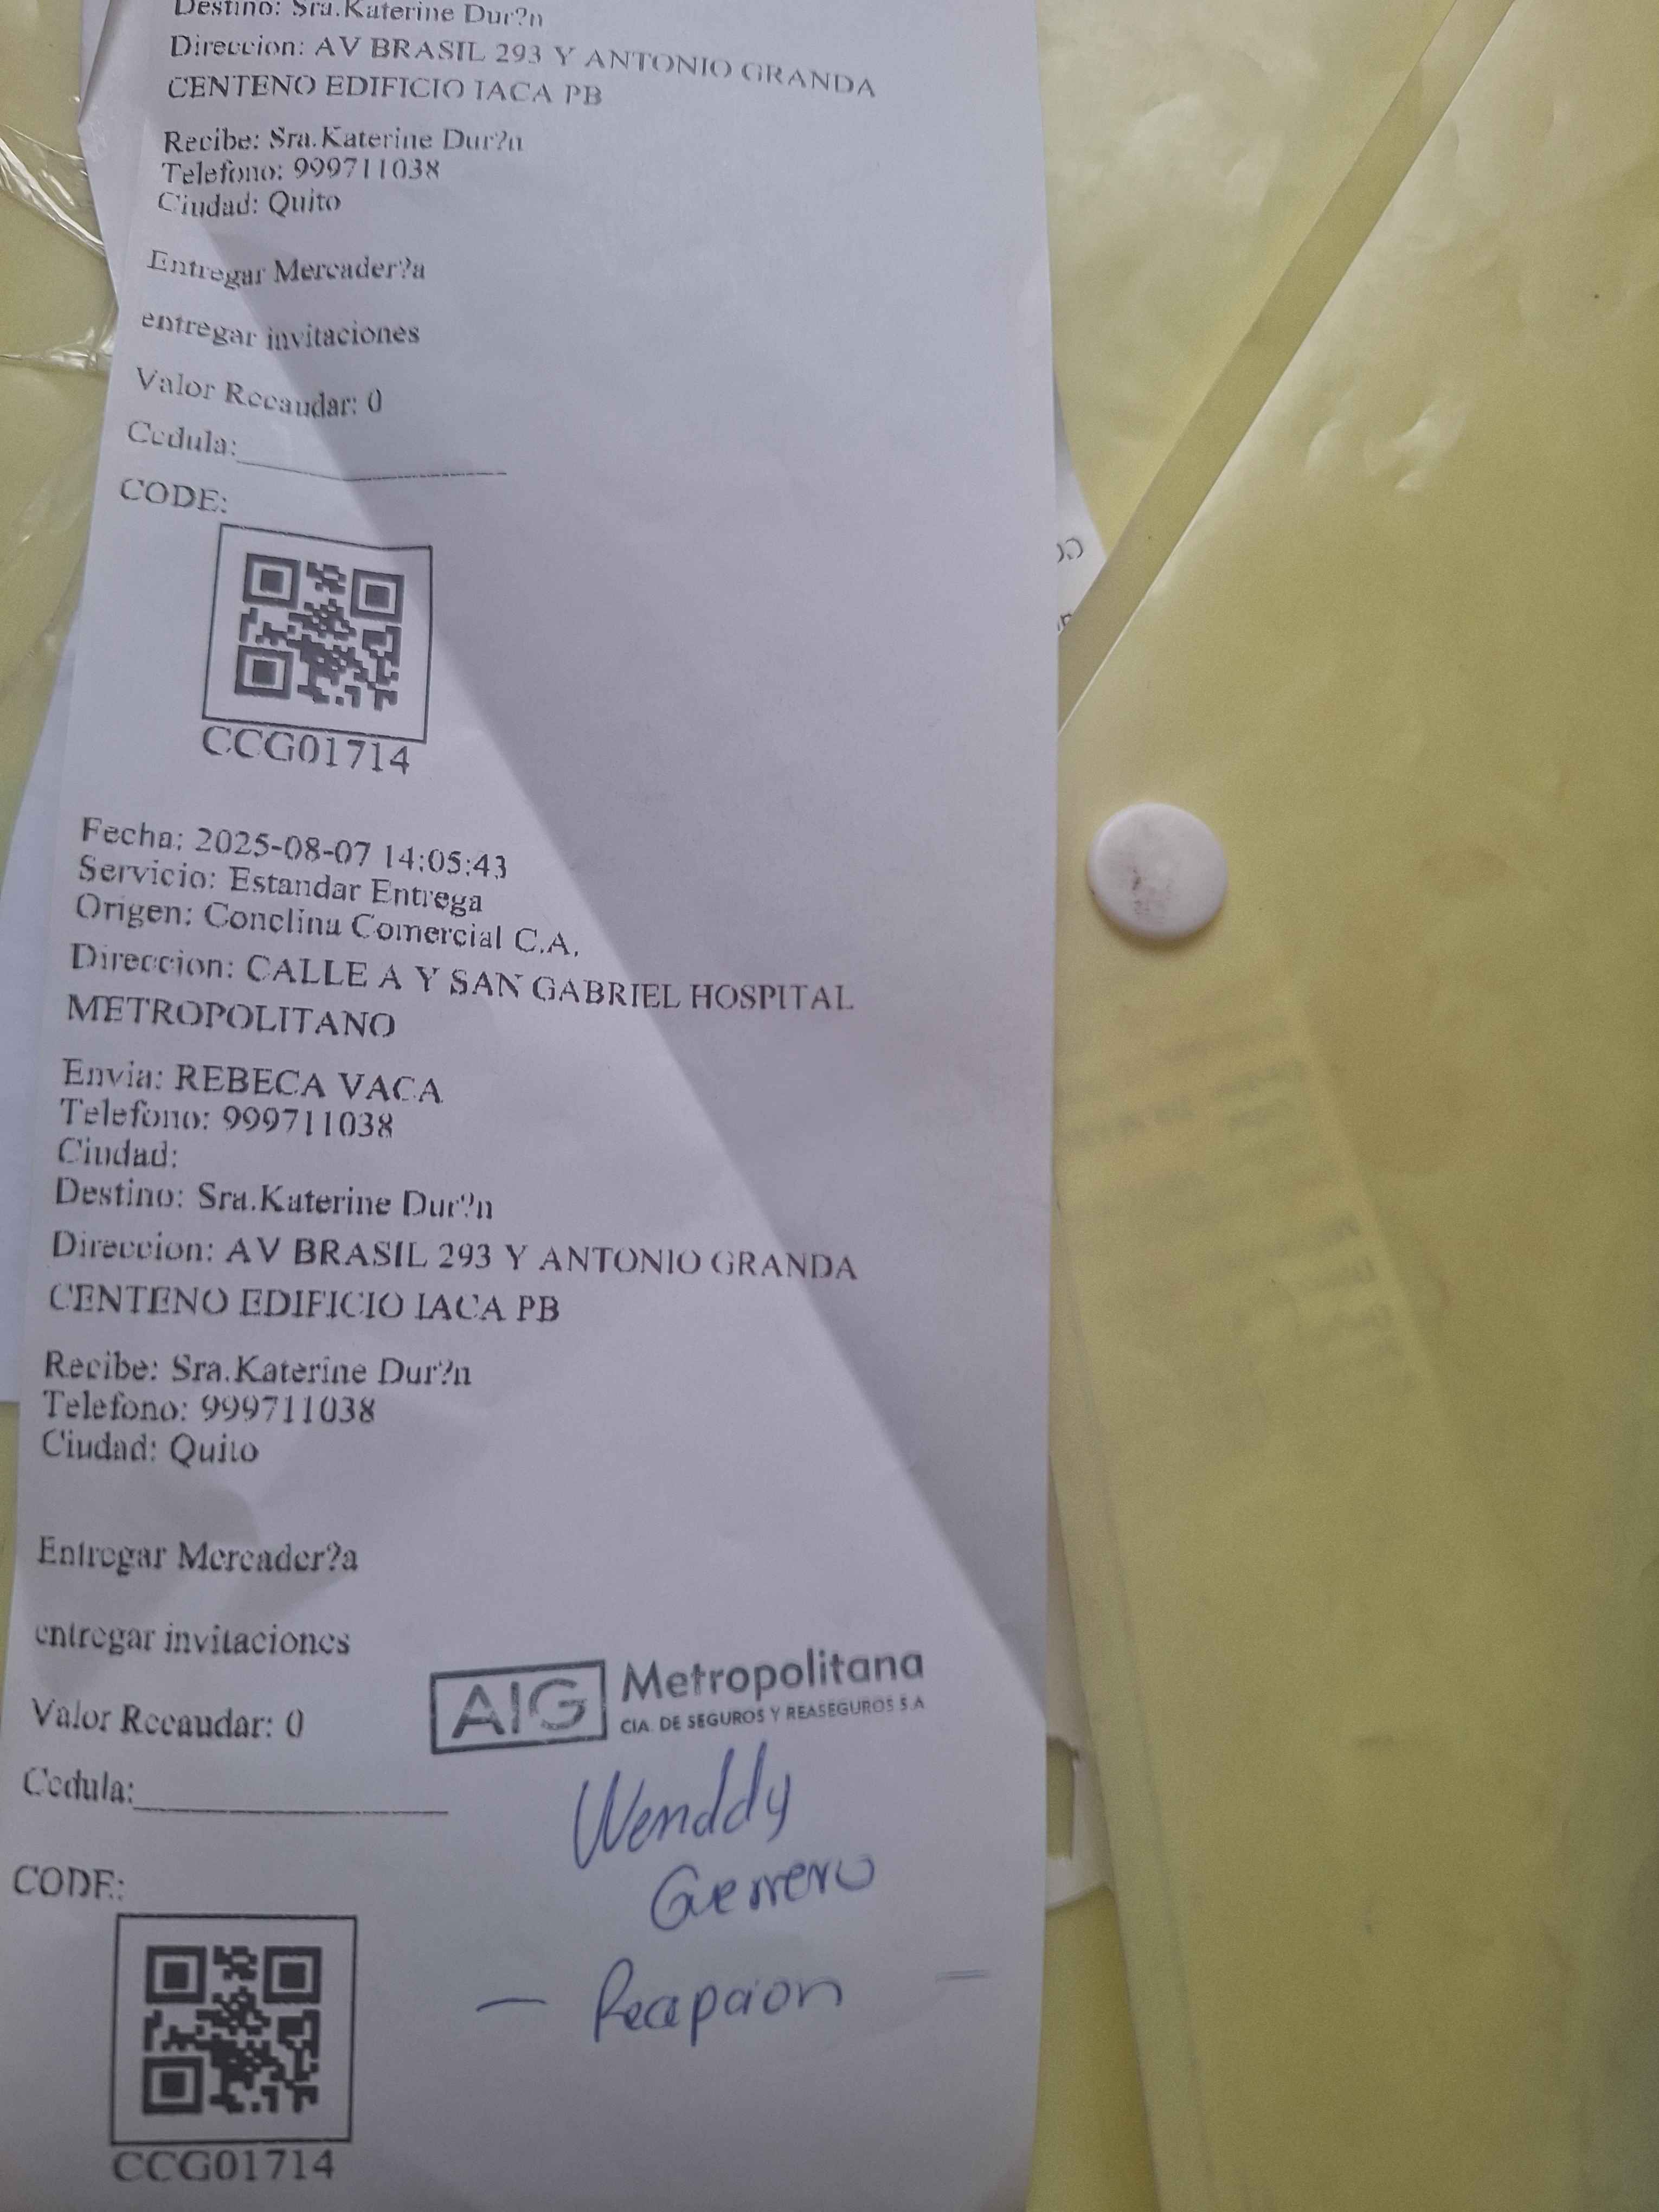 Destino: Sra.Katerine Dur?n
Direccion: AV BRASIL 293 Y ANTONIO GRANDA
CENTENO EDIFICIO IACA PB
Recibe: Sra.Katerine Dur?n
Telefono: 999711038
Ciudad: Quito
Entregar Mercader?a
entregar invitaciones
Valor Recaudar: 0
Cedula:
CODE:
CCG01714
Fecha: 2025-08-07 14:05:43
Servicio: Estandar Entrega
Origen: Conclina Comercial C.A.
Direccion: CALLE A Y SAN GABRIEL HOSPITAL
METROPOLITANO
Envia: REBECA VACA
Telefono: 999711038
Ciudad:
Destino: Sra.Katerine Dur?n
Direccion: AV BRASIL 293 Y ANTONIO GRANDA
CENTENO EDIFICIO IACA PB
Recibe: Sra.Katerine Dur?n
Telefono: 999711038
Ciudad: Quito
Entregar Mercader?a
entregar invitaciones
Valor Recaudar: 0
AIG Metropolitana
CIA. DE SEGUROS Y REASEGUROS S.A
Cedula:
Wenddy
Guerrero
— Recepcion =
CODE:
CCG01714